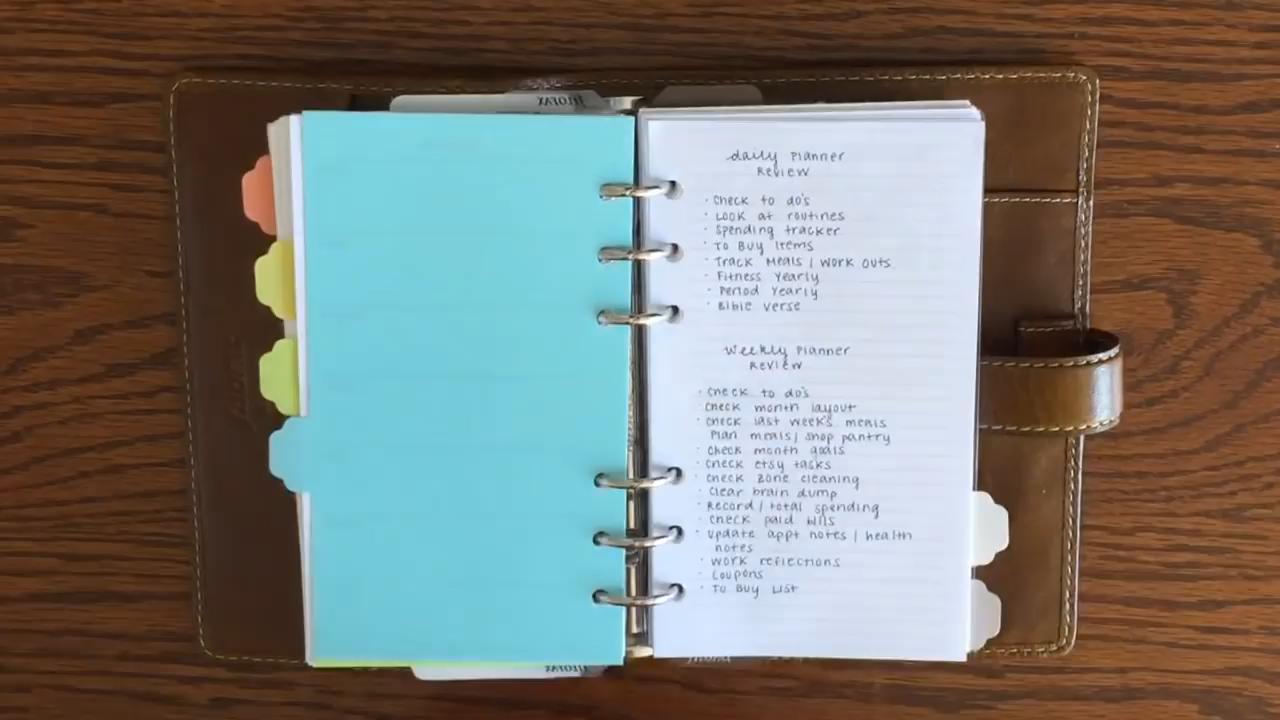 FILOFAX
daily planner
REVIEW
· Check to do's
· Look at routines
· Spending tracker
· To Buy Items
· Track Meals / Work outs
· Fitness Yearly
· Period Yearly
· Bible verse
Weekly planner
REVIEW
· Check to do's
· Check month layout
· Check last week's meals
· Plan meals / shop pantry
· Check month goals
· Check etsy tasks
· Check zone cleaning
· Clear brain dump
· Record / total spending
· Check paid bills
· update appt notes / health
notes
· Work reflections
· Coupons
· To Buy List
FILOFAX